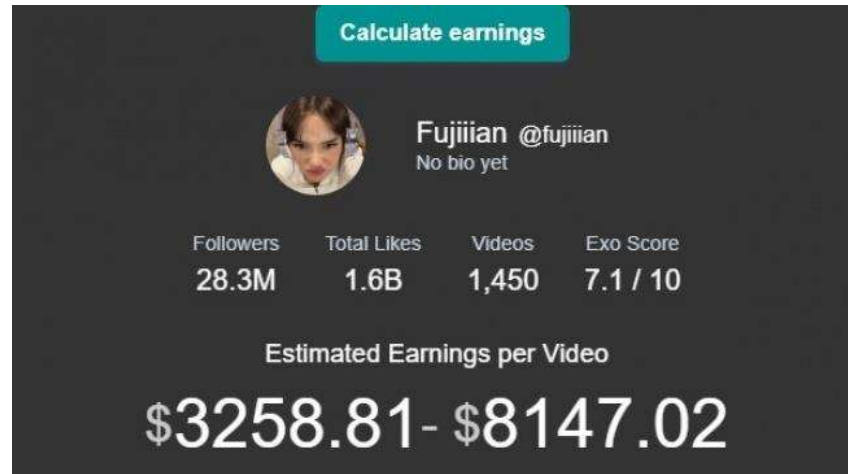 Calculate earnings
Fujiiian @fujiiian
No bio yet
Followers Total Likes Videos Exo Score
28.3M 1.6B 1,450 7.1 / 10
Estimated Earnings per Video
$3258.81- $8147.02